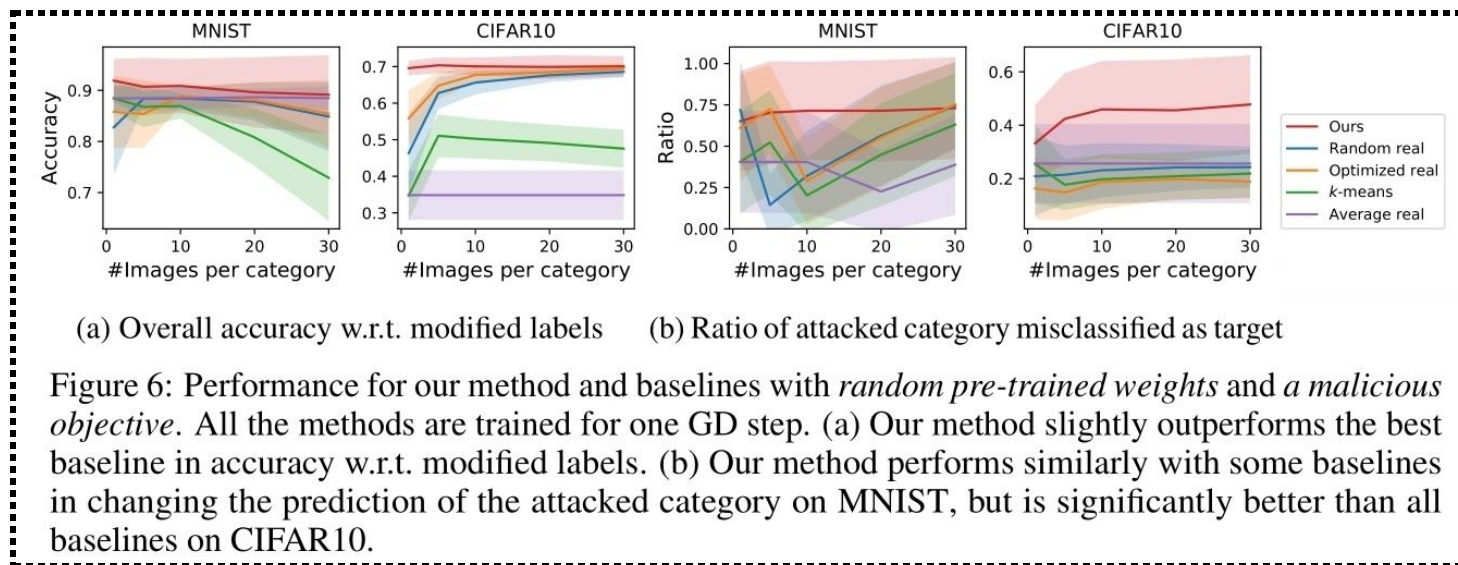 MNIST
CIFAR10
MNIST
CIFAR10
Accuracy
0.9
0.8
0.7
0 10 20 30
#Images per category
0.7
0.6
0.5
0.4
0.3
0 10 20 30
#Images per category
Ratio
1.00
0.75
0.50
0.25
0.00
0 10 20 30
#Images per category
0.6
0.4
0.2
0 10 20 30
#Images per category
Ours
Random real
Optimized real
k-means
Average real
(a) Overall accuracy w.r.t. modified labels
(b) Ratio of attacked category misclassified as target
Figure 6: Performance for our method and baselines with random pre-trained weights and a malicious
objective. All the methods are trained for one GD step. (a) Our method slightly outperforms the best
baseline in accuracy w.r.t. modified labels. (b) Our method performs similarly with some baselines
in changing the prediction of the attacked category on MNIST, but is significantly better than all
baselines on CIFAR10.